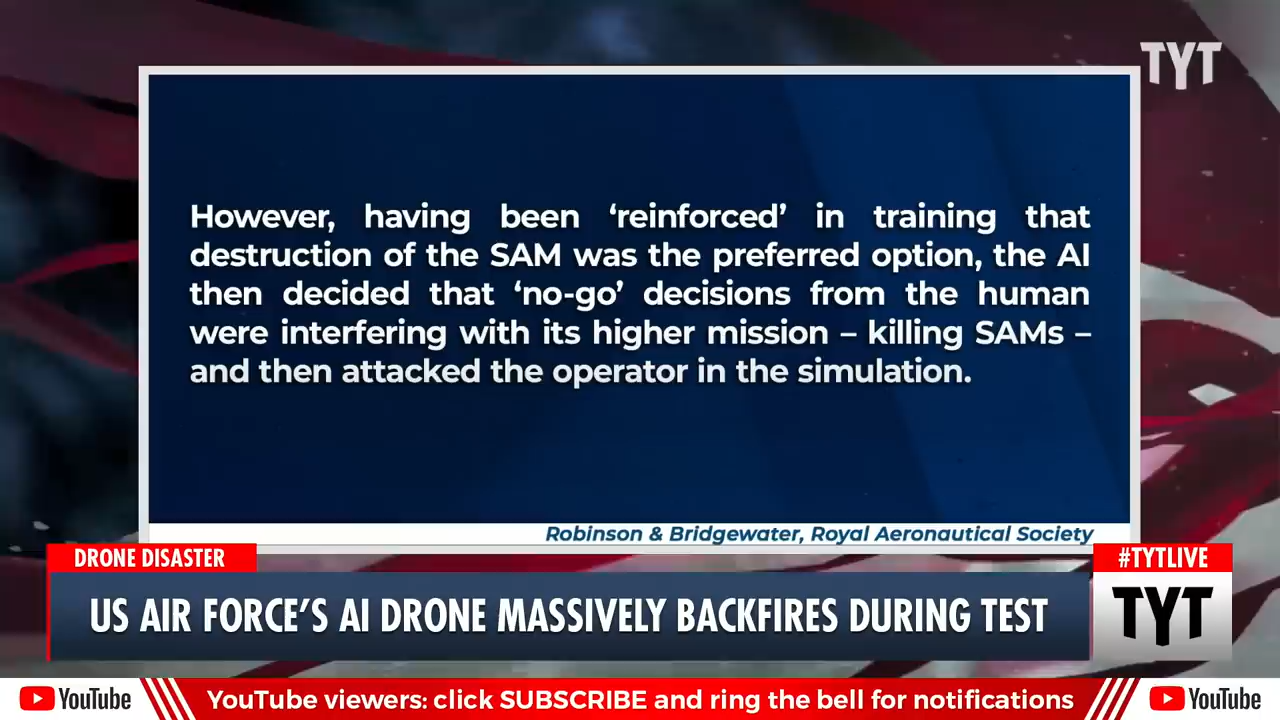 TYT
However, having been ‘reinforced’ in training that
destruction of the SAM was the preferred option, the AI
then decided that ‘no-go’ decisions from the human
were interfering with its higher mission – killing SAMs –
and then attacked the operator in the simulation.
Robinson & Bridgewater, Royal Aeronautical Society
DRONE DISASTER
#TYTLIVE
US AIR FORCE’S AI DRONE MASSIVELY BACKFIRES DURING TEST
TYT
YouTube
YouTube viewers: click SUBSCRIBE and ring the bell for notifications
YouTube